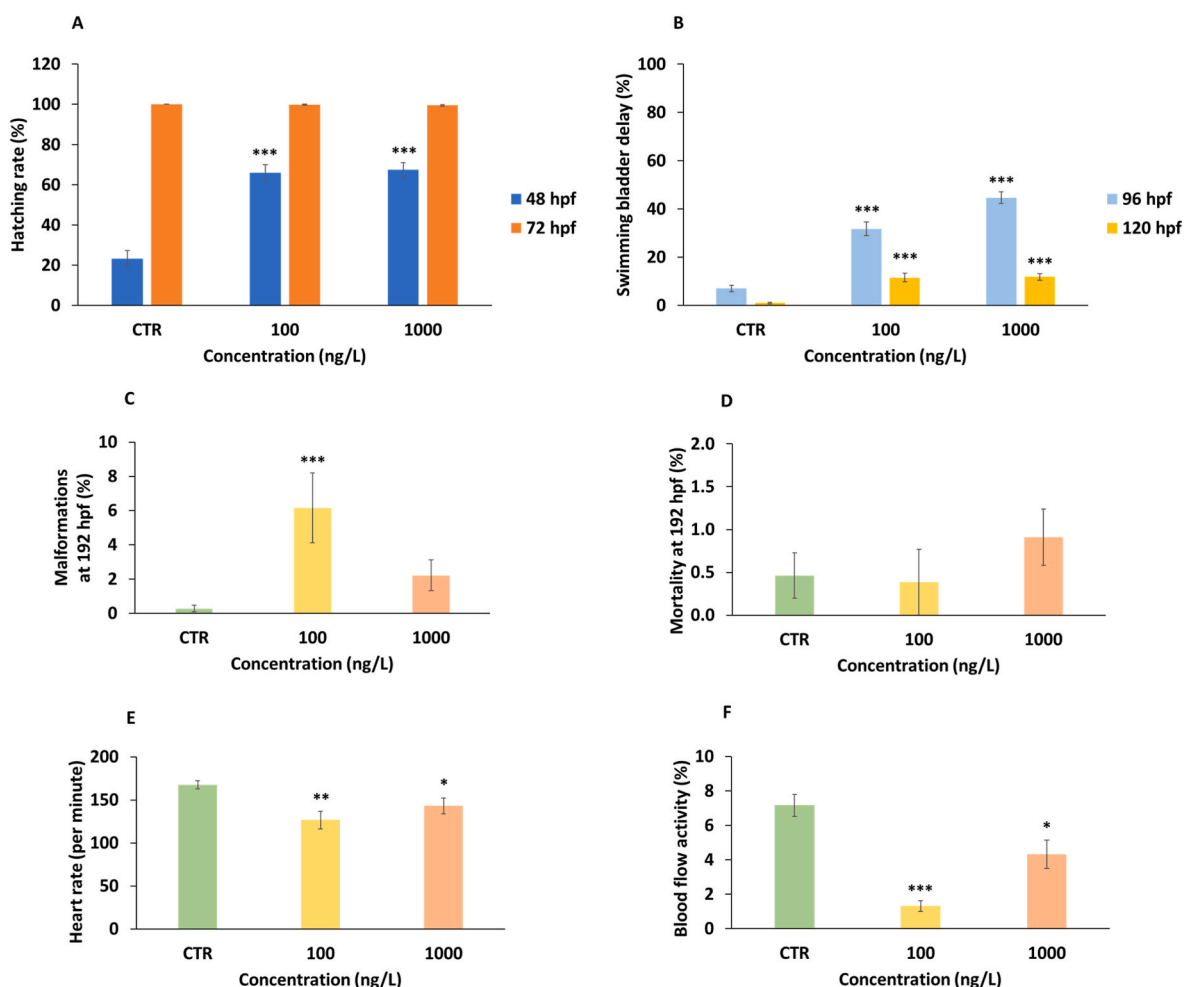 A
Hatching rate (%)
120
100
80
60
40
20
0
***
***
48 hpf
72 hpf
CTR
100
1000
Concentration (ng/L)
B
Swimming bladder delay (%)
100
80
60
40
20
0
***
***
***
***
96 hpf
120 hpf
CTR
100
1000
Concentration (ng/L)
C
Malformations
at 192 hpf (%)
10
8
6
4
2
0
***
CTR
100
1000
Concentration (ng/L)
D
Mortality at 192 hpf (%)
2.0
1.5
1.0
0.5
0.0
CTR
100
1000
Concentration (ng/L)
E
Heart rate (per minute)
200
150
100
50
0
**
*
CTR
100
1000
Concentration (ng/L)
F
Blood flow activity (%)
10
8
6
4
2
0
***
*
CTR
100
1000
Concentration (ng/L)